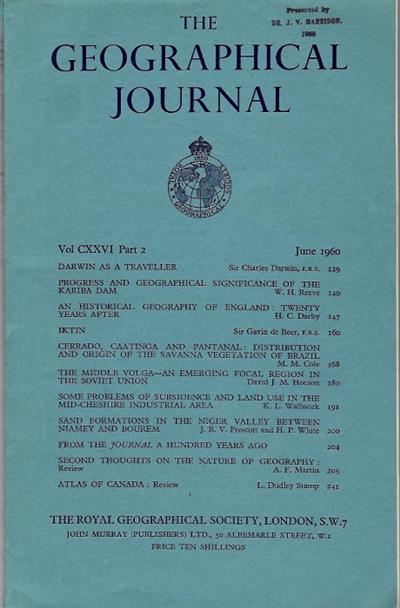 Presented by
DR. J. V. HARRISON.
1960
THE
GEOGRAPHICAL
JOURNAL
ROYAL GEOGRAPHICAL SOCIETY
1830
Vol CXXVI Part 2 June 1960
DARWIN AS A TRAVELLER Sir Charles Darwin, F.R.S. 129
PROGRESS AND GEOGRAPHICAL SIGNIFICANCE OF THE
KARIBA DAM W. H. Reeve 140
AN HISTORICAL GEOGRAPHY OF ENGLAND : TWENTY
YEARS AFTER H. C. Darby 147
IKTIN Sir Gavin de Beer, F.R.S. 160
CERRADO, CAATINGA AND PANTANAL : DISTRIBUTION
AND ORIGIN OF THE SAVANNA VEGETATION OF BRAZIL
M. M. Cole 168
THE MIDDLE VOLGA—AN EMERGING FOCAL REGION IN
THE SOVIET UNION David J. M. Hooson 180
SOME PROBLEMS OF SUBSIDENCE AND LAND USE IN THE
MID-CHESHIRE INDUSTRIAL AREA K. L. Wallwork 191
SAND FORMATIONS IN THE NIGER VALLEY BETWEEN
NIAMEY AND BOUREM J. R. V. Prescott and H. P. White 200
FROM THE JOURNAL A HUNDRED YEARS AGO 204
SECOND THOUGHTS ON THE NATURE OF GEOGRAPHY :
Review A. F. Martin 205
ATLAS OF CANADA : Review L. Dudley Stamp 241
THE ROYAL GEOGRAPHICAL SOCIETY, LONDON, S.W.7
JOHN MURRAY (PUBLISHERS) LTD., 50 ALBEMARLE STREET, W.1
PRICE TEN SHILLINGS